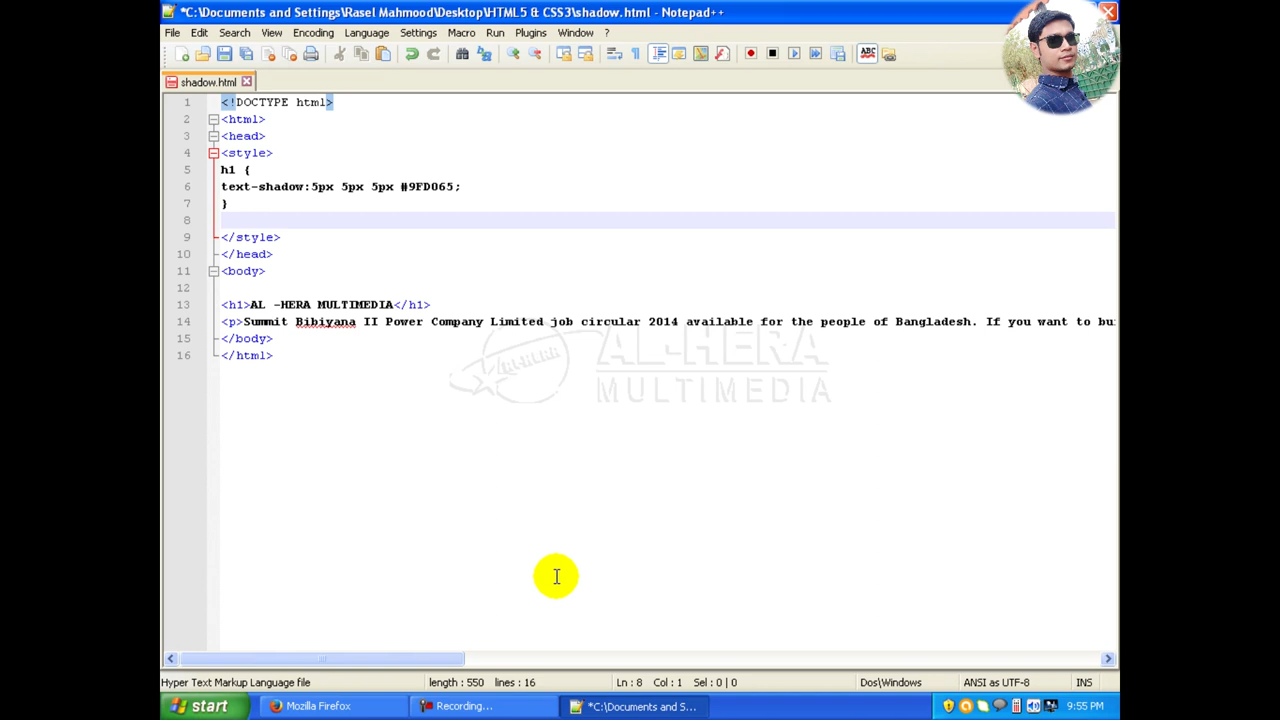 *C:\Documents and Settings\Rasel Mahmood\Desktop\HTML5 & CSS3\shadow.html - Notepad++
File Edit Search View Encoding Language Settings Macro Run Plugins Window ?
ABC
shadow.html
1 <!DOCTYPE html>
2 <html>
3 <head>
4 <style>
5 h1 {
6 text-shadow:5px 5px 5px #9FD065;
7 }
8
9 </style>
10 </head>
11 <body>
12
13 <h1>AL -HERA MULTIMEDIA</h1>
14 <p>Summit Bibiyana II Power Company Limited job circular 2014 available for the people of Bangladesh. If you want to bu
15 </body>
16 </html>
AL-HERA
AL-HERA
MULTIMEDIA
Hyper Text Markup Language file length : 550 lines : 16 Ln : 8 Col : 1 Sel : 0 | 0 Dos\Windows ANSI as UTF-8 INS
start Mozilla Firefox Recording... *C:\Documents and S... 9:55 PM